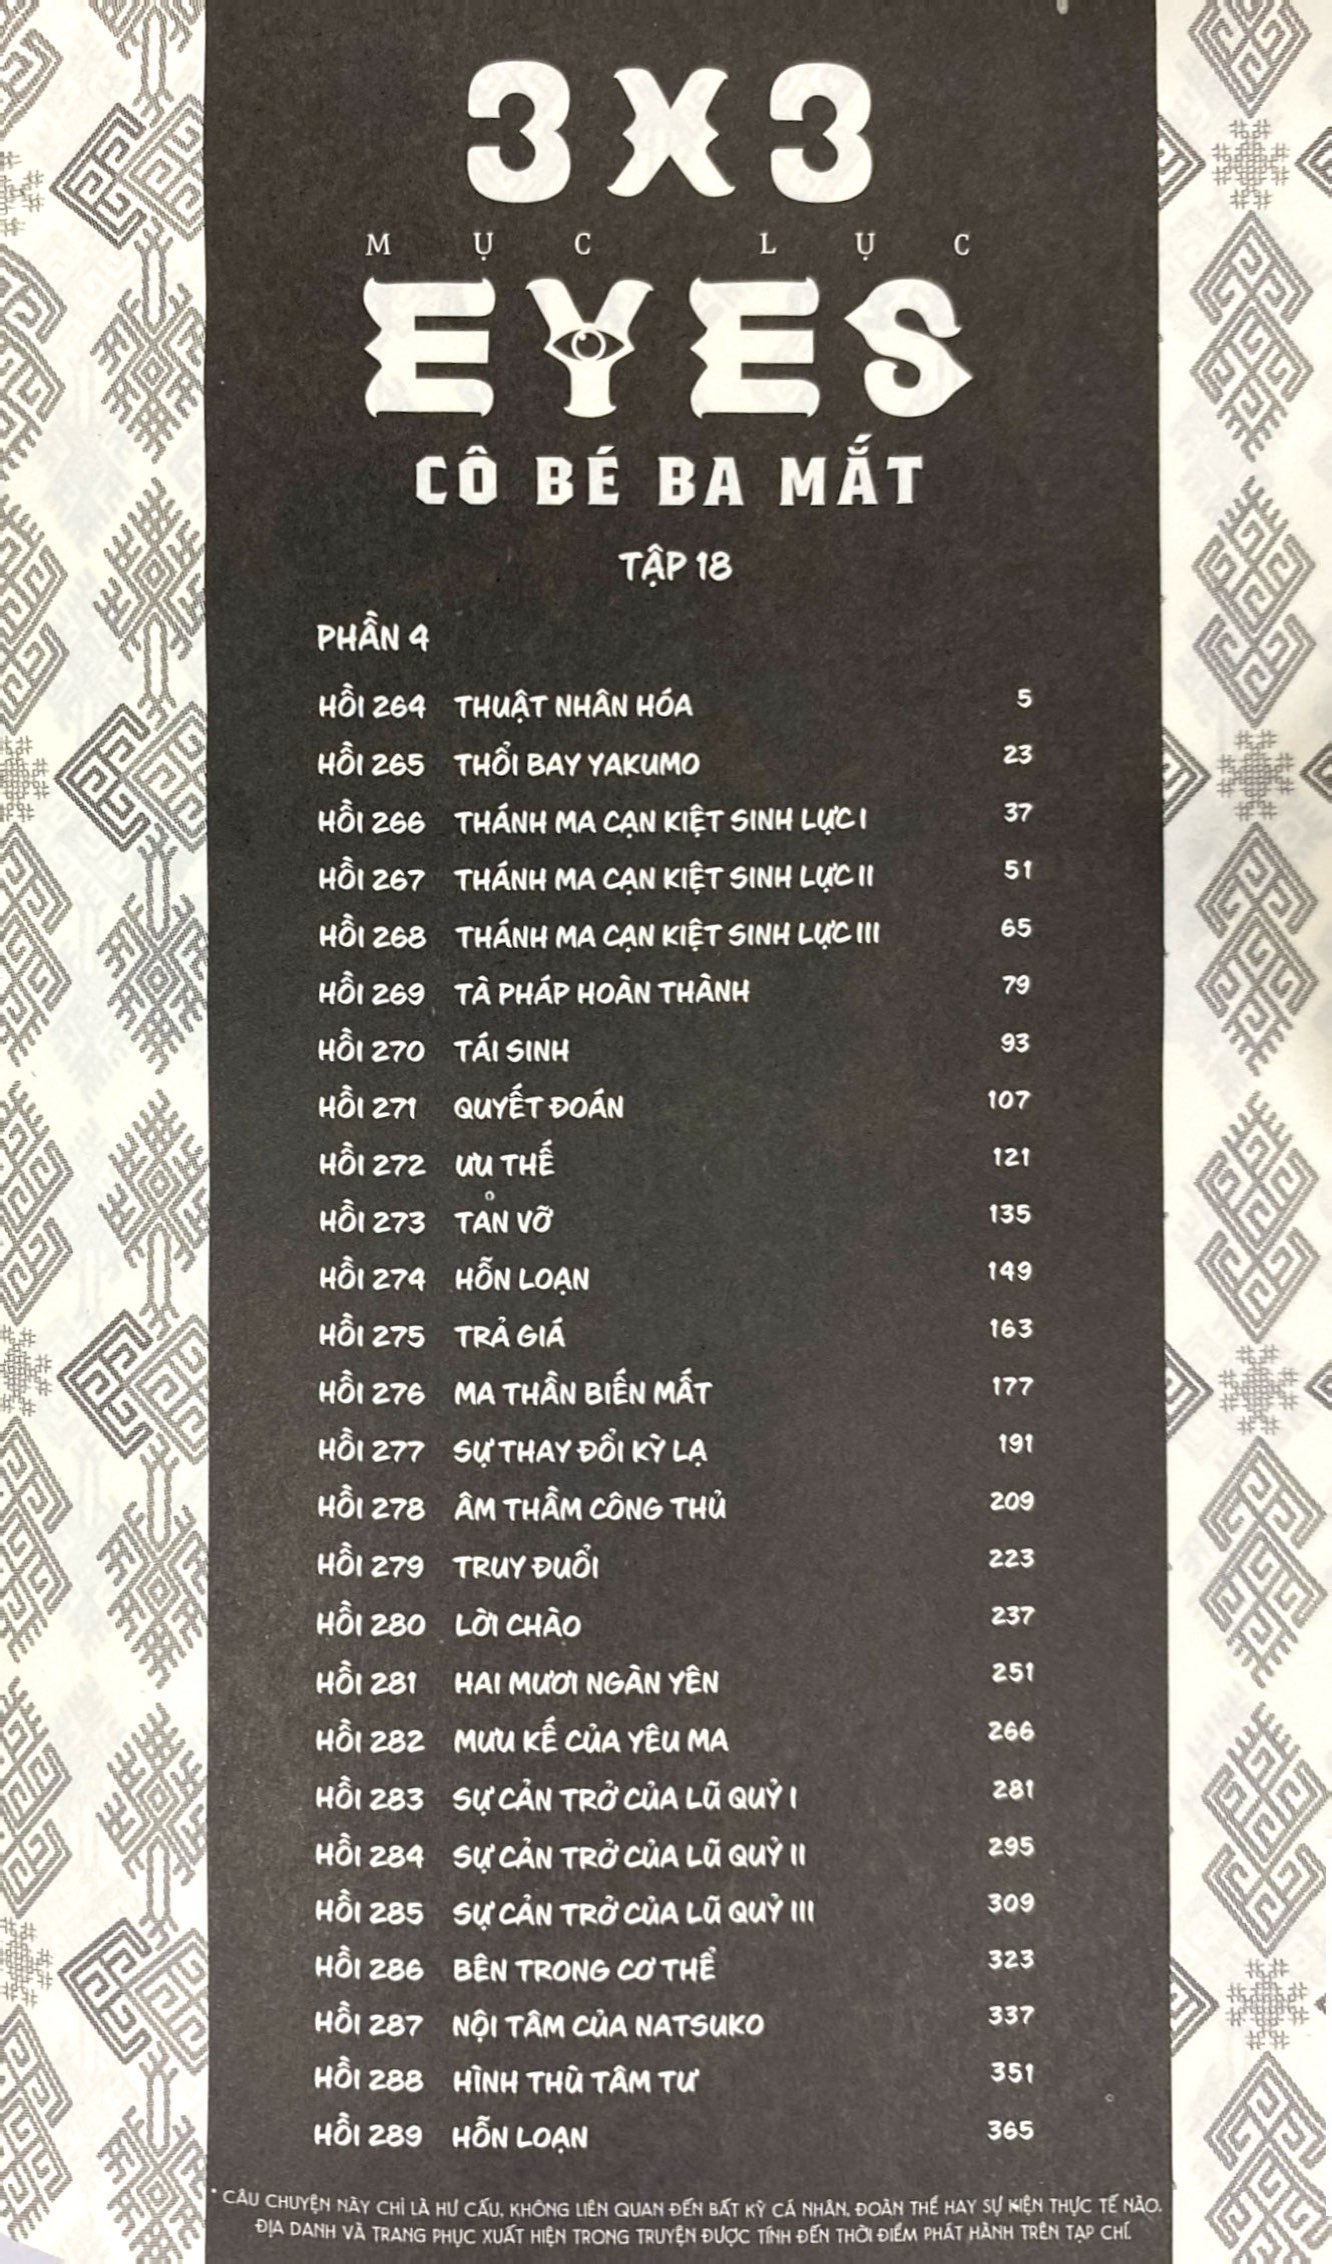 3X3
MỤC LỤC
EYES
CÔ BÉ BA MẮT
TẬP 18
PHẦN 4
HỒI 264 THUẬT NHÂN HÓA 5
HỒI 265 THỔI BAY YAKUMO 23
HỒI 266 THÁNH MA CẠN KIỆT SINH LỰC I 37
HỒI 267 THÁNH MA CẠN KIỆT SINH LỰC II 51
HỒI 268 THÁNH MA CẠN KIỆT SINH LỰC III 65
HỒI 269 TÀ PHÁP HOÀN THÀNH 79
HỒI 270 TÁI SINH 93
HỒI 271 QUYẾT ĐOÁN 107
HỒI 272 ƯU THẾ 121
HỒI 273 TẢN VỠ 135
HỒI 274 HỖN LOẠN 149
HỒI 275 TRẢ GIÁ 163
HỒI 276 MA THẦN BIẾN MẤT 177
HỒI 277 SỰ THAY ĐỔI KỲ LẠ 191
HỒI 278 ÂM THẦM CÔNG THỦ 209
HỒI 279 TRUY ĐUỔI 223
HỒI 280 LỜI CHÀO 237
HỒI 281 HAI MƯƠI NGÀN YÊN 251
HỒI 282 MƯU KẾ CỦA YÊU MA 266
HỒI 283 SỰ CẢN TRỞ CỦA LŨ QUỶ I 281
HỒI 284 SỰ CẢN TRỞ CỦA LŨ QUỶ II 295
HỒI 285 SỰ CẢN TRỞ CỦA LŨ QUỶ III 309
HỒI 286 BÊN TRONG CƠ THỂ 323
HỒI 287 NỘI TÂM CỦA NATSUKO 337
HỒI 288 HÌNH THÙ TÂM TƯ 351
HỒI 289 HỖN LOẠN 365
* CÂU CHUYỆN NÀY CHỈ LÀ HƯ CẤU, KHÔNG LIÊN QUAN ĐẾN BẤT KỲ CÁ NHÂN, ĐOÀN THỂ HAY SỰ KIỆN THỰC TẾ NÀO.
ĐỊA DANH VÀ TRANG PHỤC XUẤT HIỆN TRONG TRUYỆN ĐƯỢC TÍNH ĐẾN THỜI ĐIỂM PHÁT HÀNH TRÊN TẠP CHÍ.